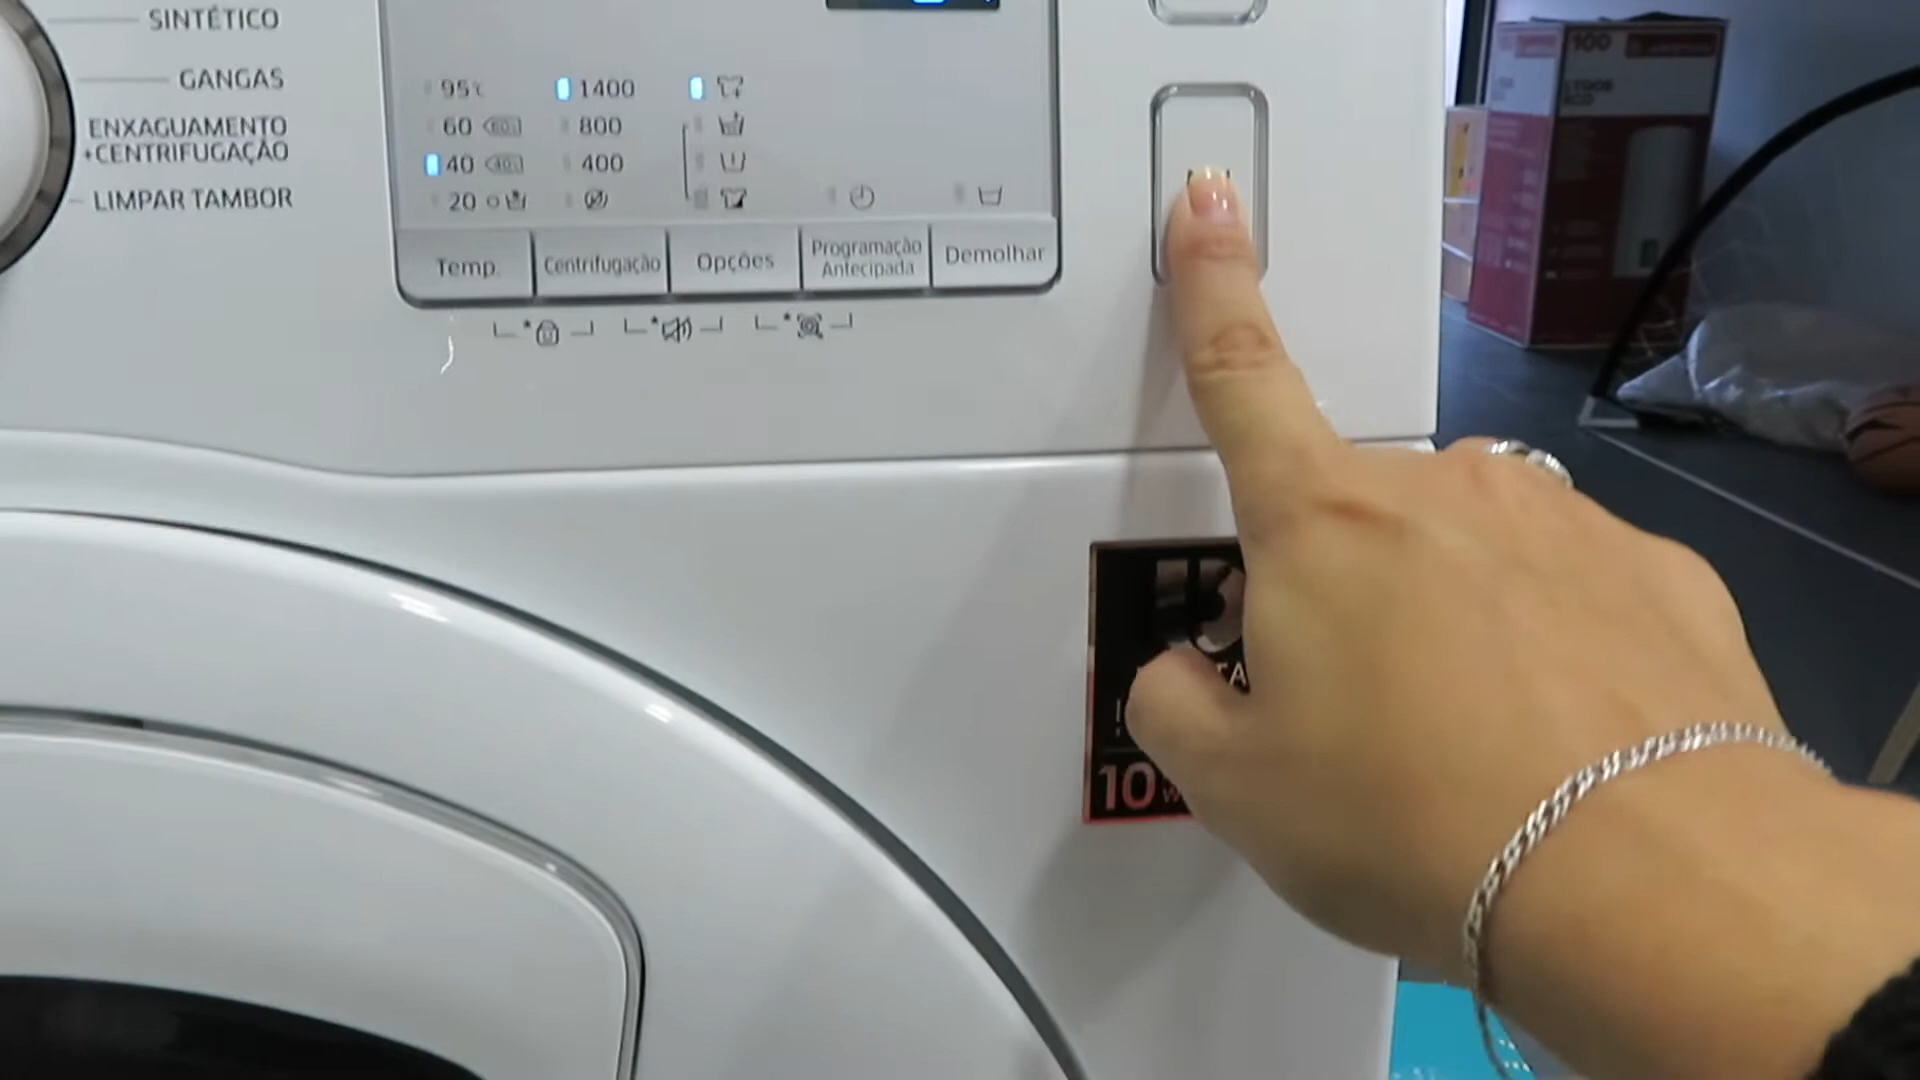 SINTÉTICO
GANGAS
ENXAGUAMENTO
+CENTRIFUGAÇÃO
LIMPAR TAMBOR
95℃
60
40
20
1400
800
400
Temp.
Centrifugação
Opções
Programação
Antecipada
Demolhar
10
100